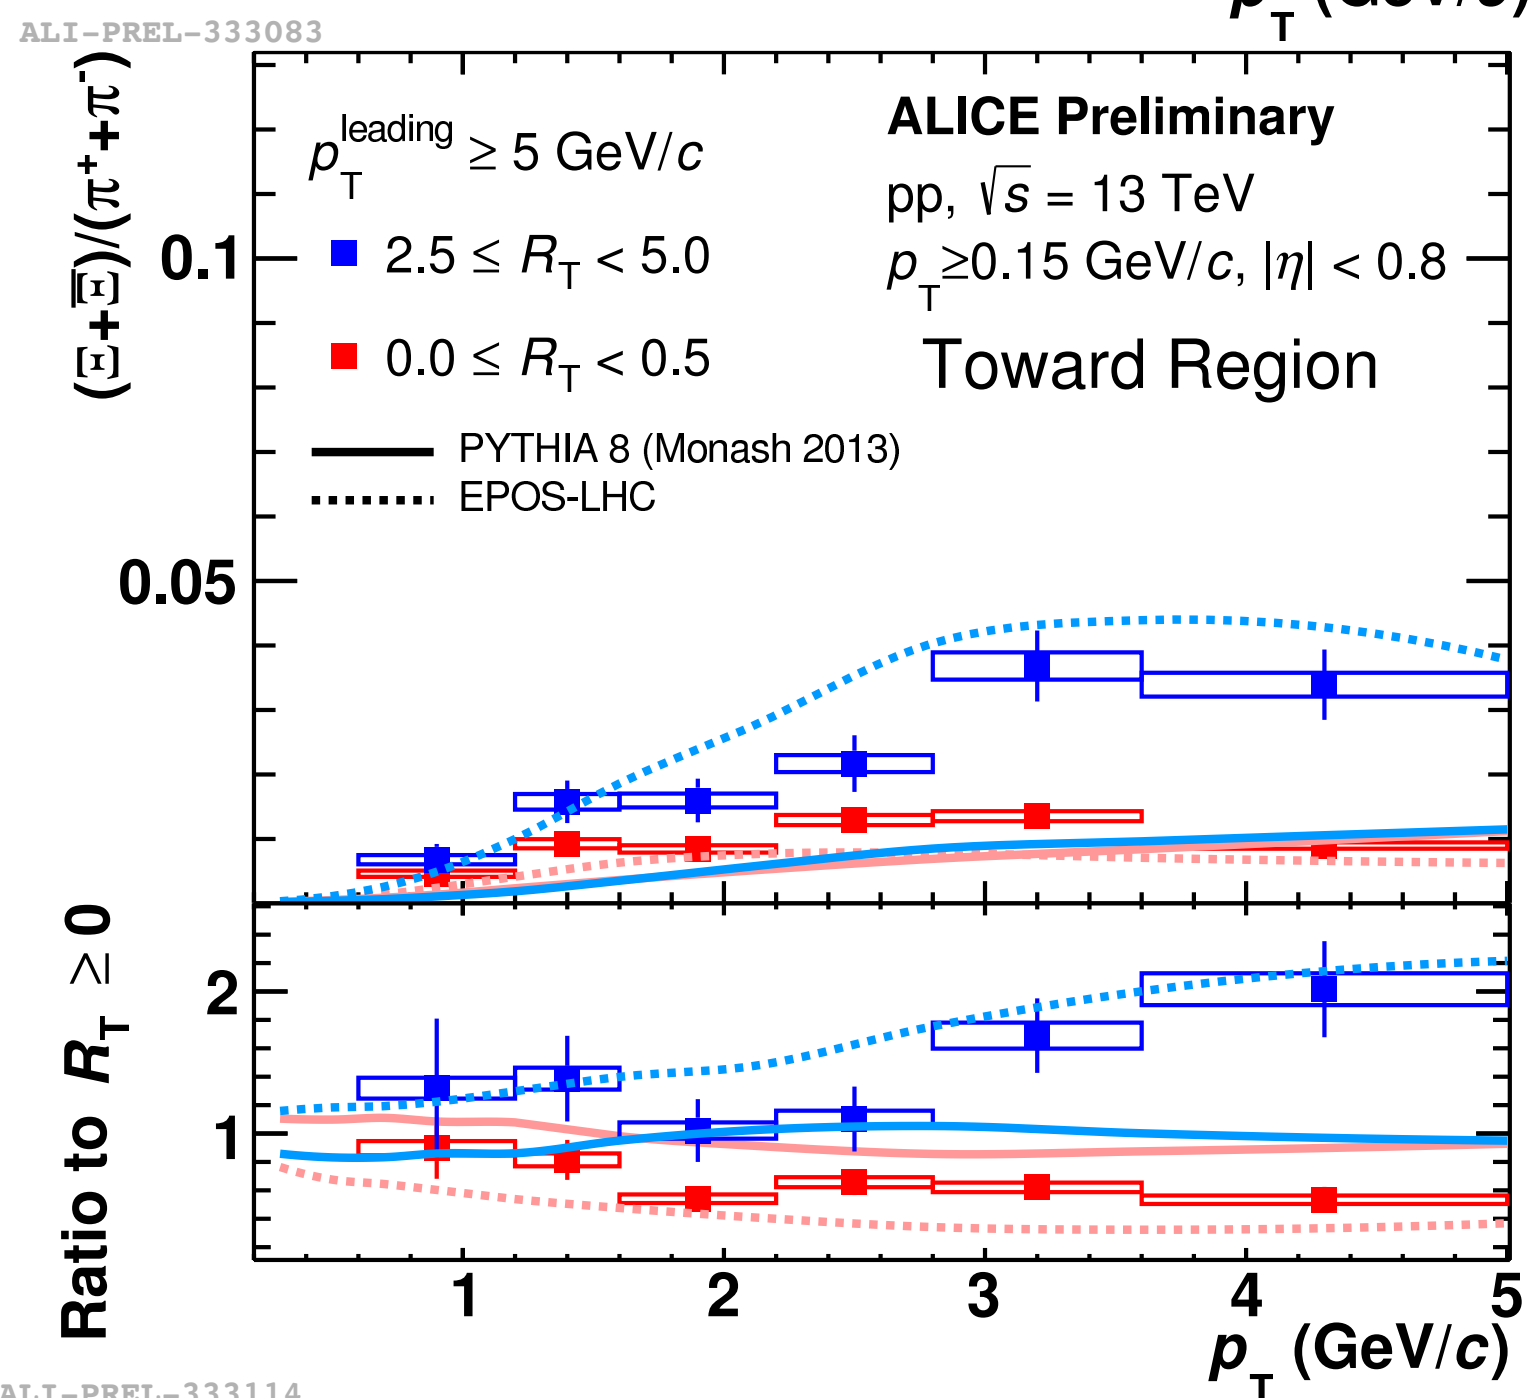 p_T (GeV/c)
ALI-PREL-333083
(Ξ+Ξ̅)/(π⁺+π⁻)
p_T^leading ≥ 5 GeV/c
2.5 ≤ R_T < 5.0
0.0 ≤ R_T < 0.5
PYTHIA 8 (Monash 2013)
EPOS-LHC
ALICE Preliminary
pp, √s = 13 TeV
p_T≥0.15 GeV/c, |η| < 0.8
Toward Region
0.1
0.05
Ratio to R_T ≥ 0
2
1
1 2 3 4 5
p_T (GeV/c)
ALI-PREL-333114